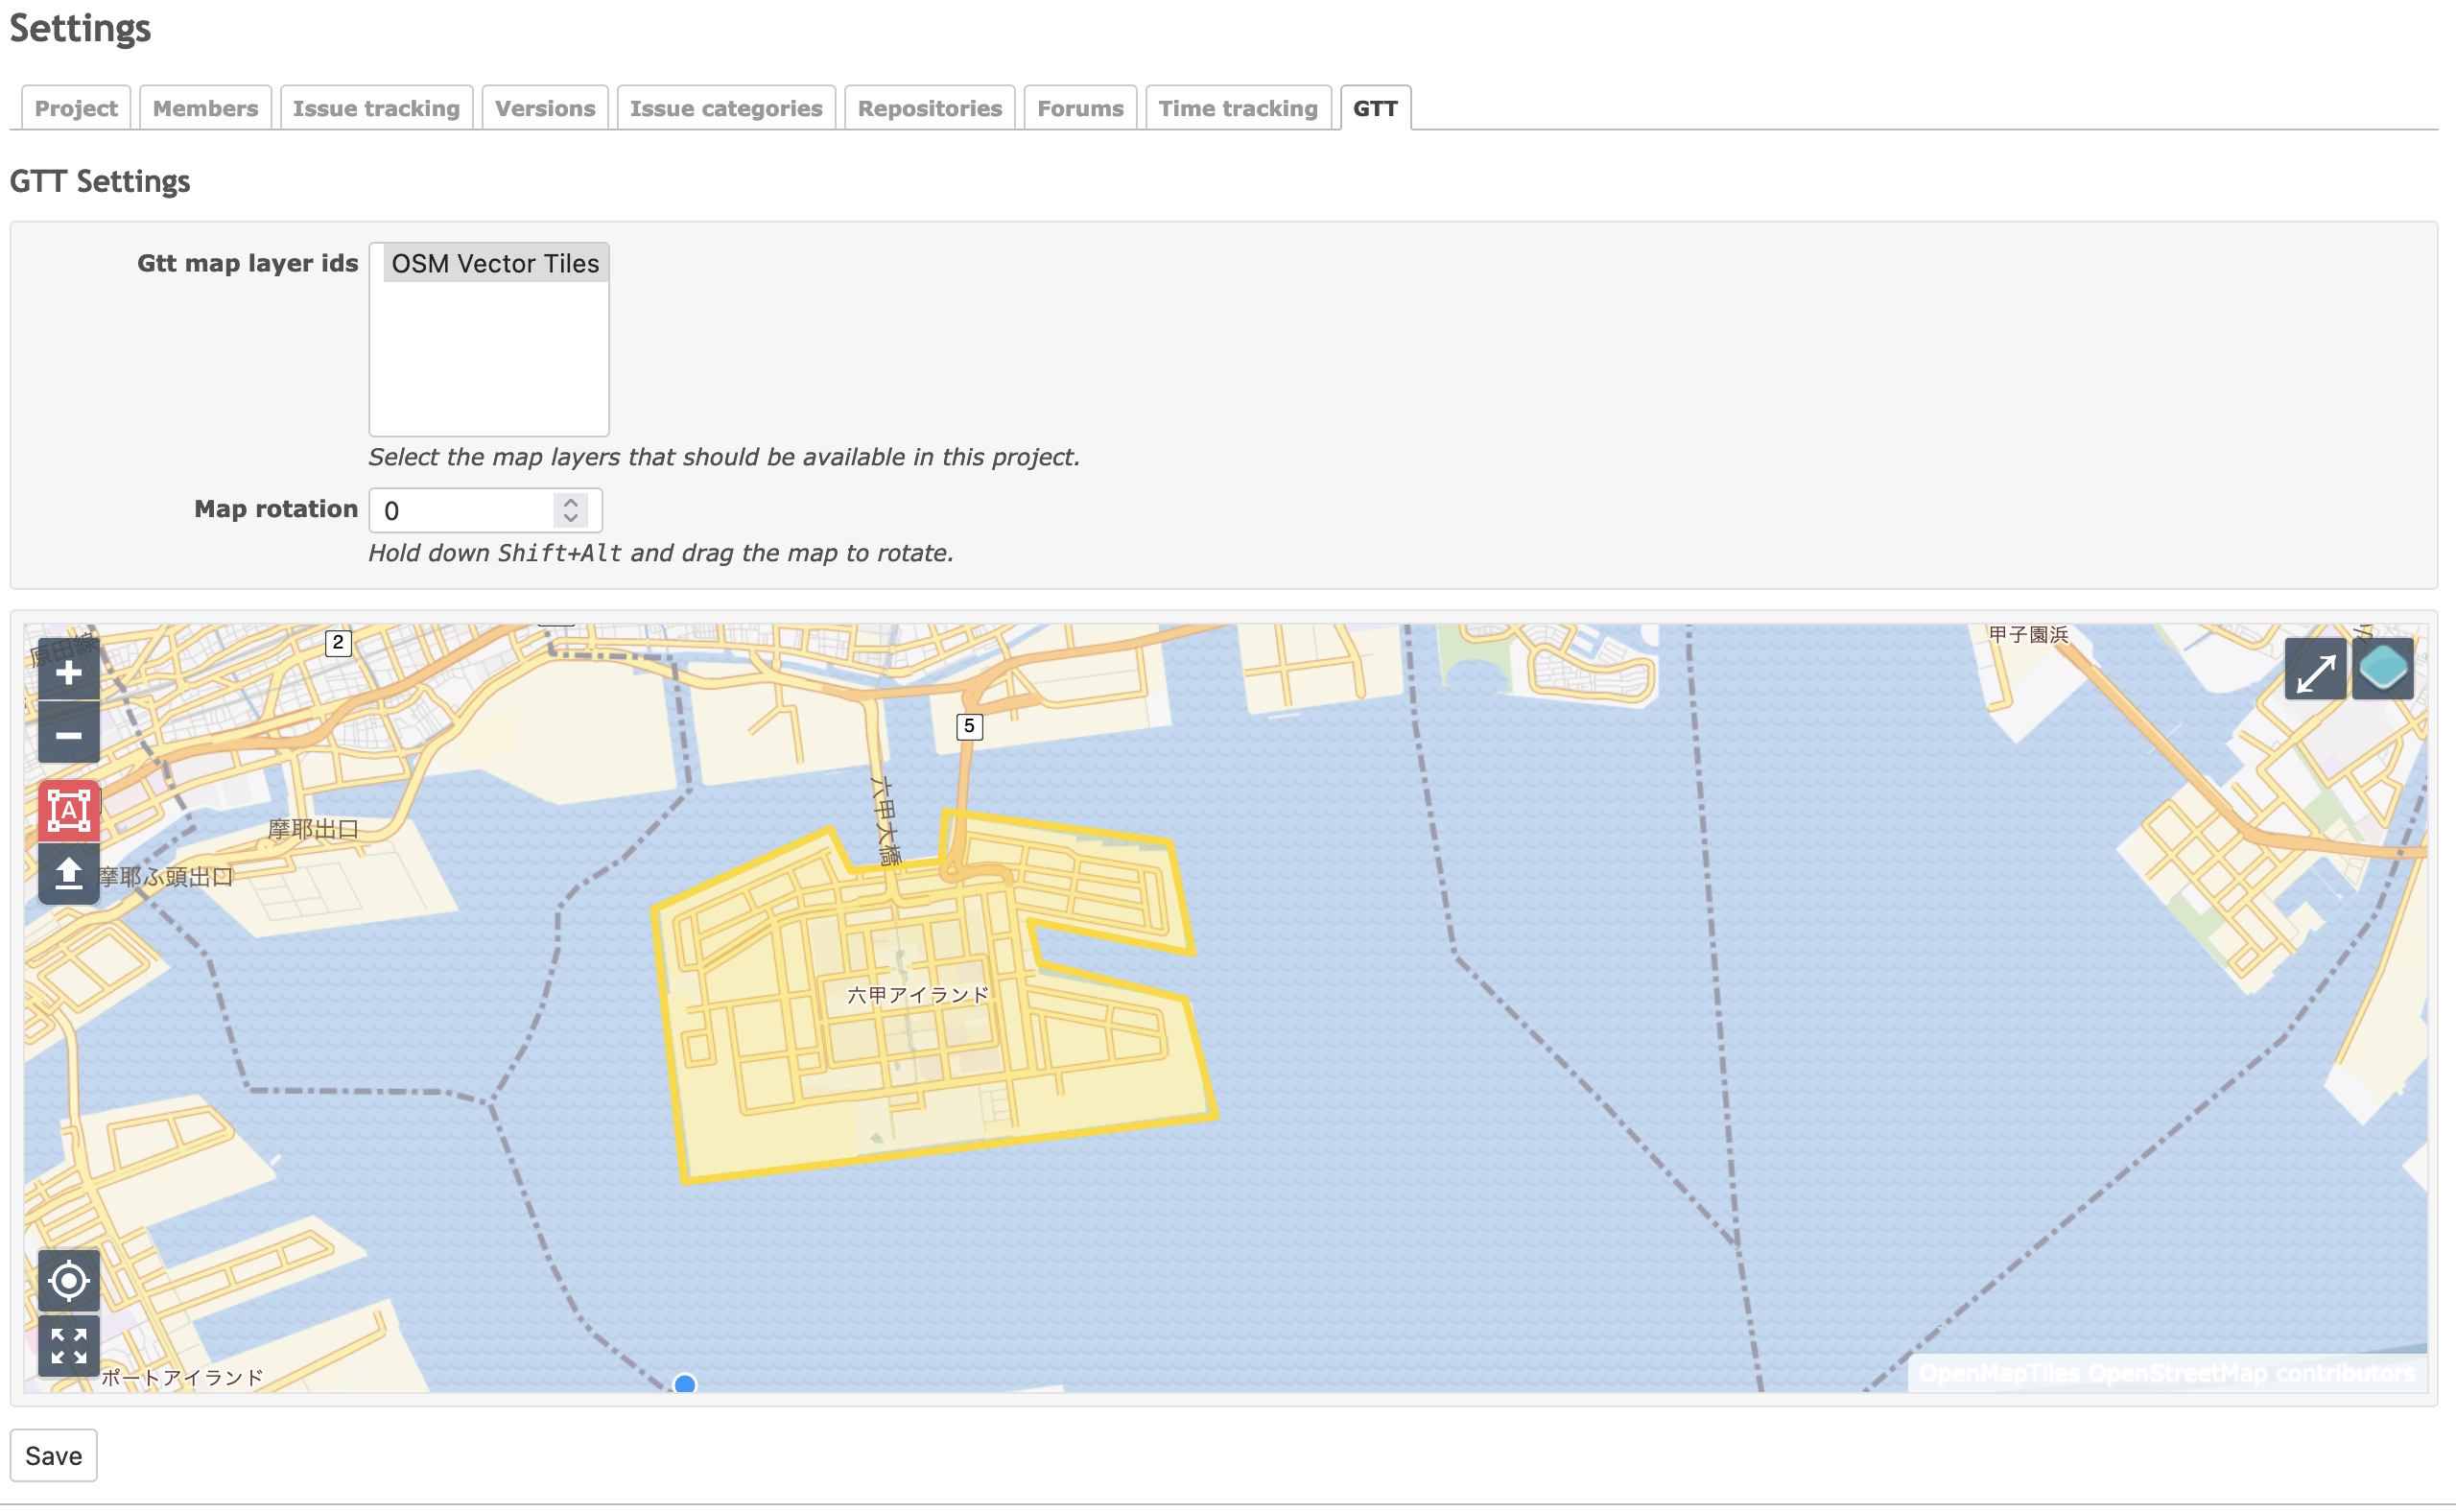 Settings
Project Members Issue tracking Versions Issue categories Repositories Forums Time tracking GTT
GTT Settings
Gtt map layer ids OSM Vector Tiles
Select the map layers that should be available in this project.
Map rotation 0
Hold down Shift+Alt and drag the map to rotate.
原田線
2
甲子園浜
5
六甲大橋
A
摩耶出口
摩耶ふ頭出口
六甲アイランド
ポートアイランド
OpenMapTiles OpenStreetMap contributors
Save